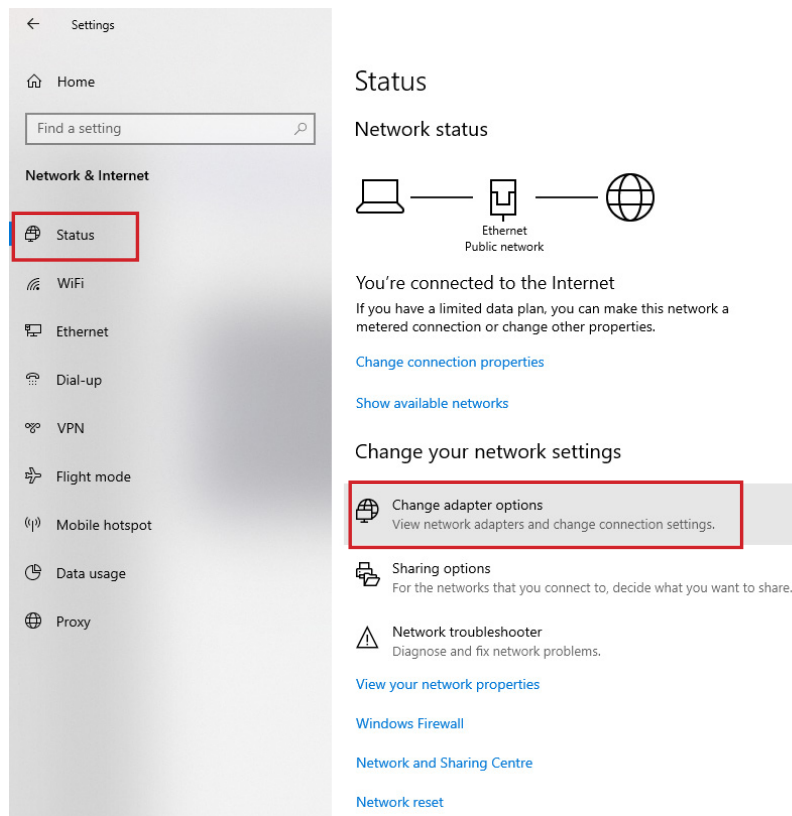 Settings
Home
Find a setting
Network & Internet
Status
WiFi
Ethernet
Dial-up
VPN
Flight mode
Mobile hotspot
Data usage
Proxy
Status
Network status
Ethernet
Public network
You're connected to the Internet
If you have a limited data plan, you can make this network a
metered connection or change other properties.
Change connection properties
Show available networks
Change your network settings
Change adapter options
View network adapters and change connection settings.
Sharing options
For the networks that you connect to, decide what you want to share.
Network troubleshooter
Diagnose and fix network problems.
View your network properties
Windows Firewall
Network and Sharing Centre
Network reset